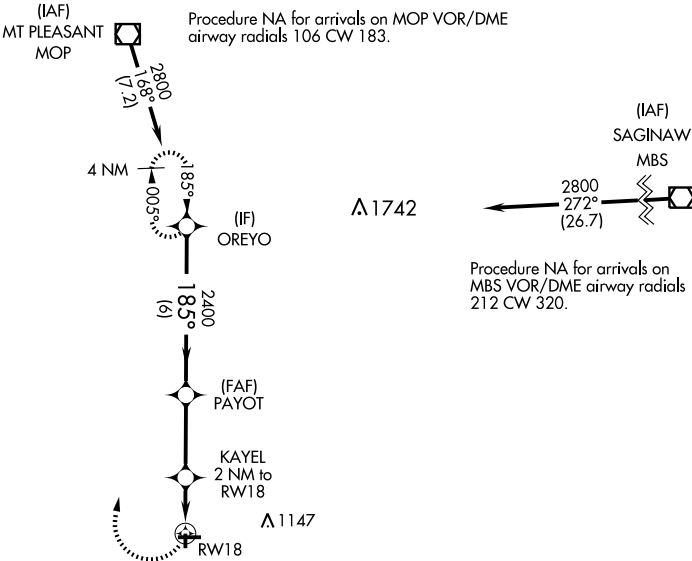 (IAF)
MT PLEASANT
MOP
Procedure NA for arrivals on MOP VOR/DME
airway radials 106 CW 183.
2800
168°
(7.2)
(IAF)
SAGINAW
MBS
4 NM
185°
005°
2800
272°
(26.7)
1742
(IF)
OREYO
Procedure NA for arrivals on
MBS VOR/DME airway radials
212 CW 320.
2400
185°
(6)
(FAF)
PAYOT
KAYEL
2 NM to
RW18
1147
RW18